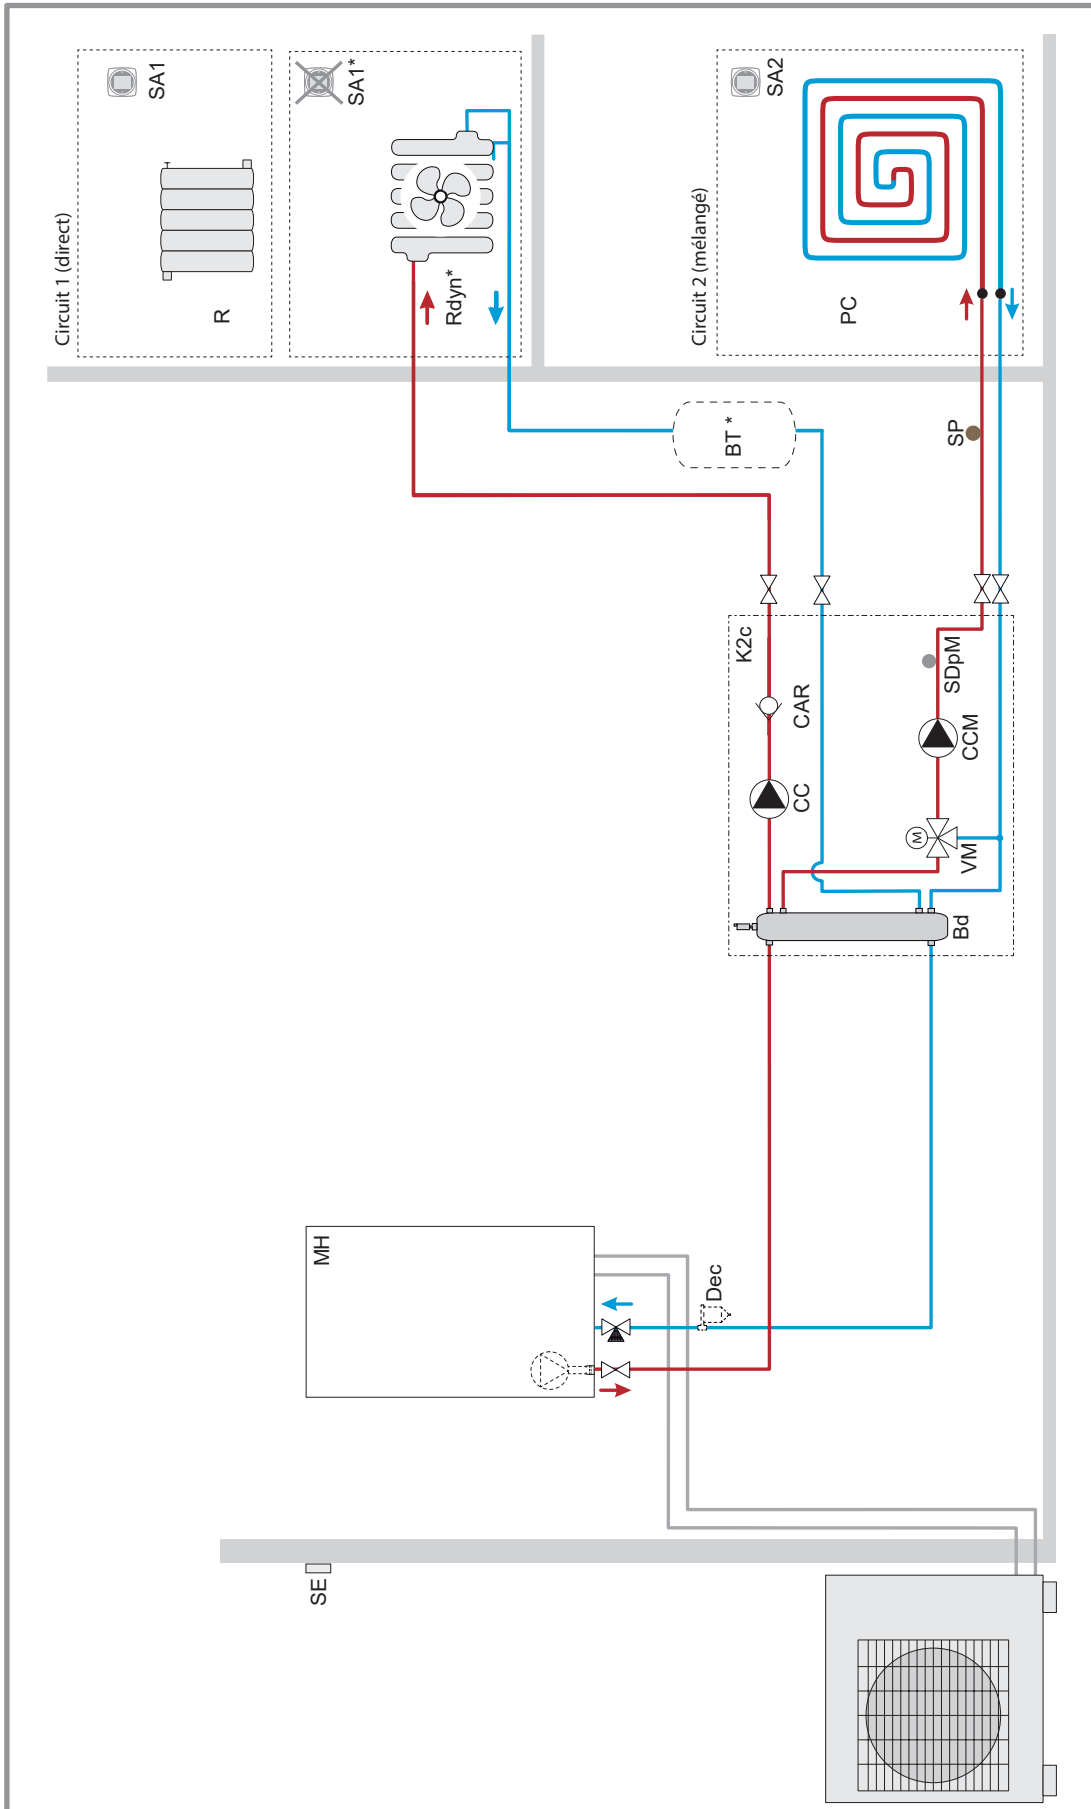 Circuit 1 (direct)
SA1
R
SA1*
Rdyn*
Circuit 2 (mélangé)
SA2
PC
BT *
SP
K2c
CAR
SDpM
CC
CCM
M
VM
Bd
MH
Dec
SE